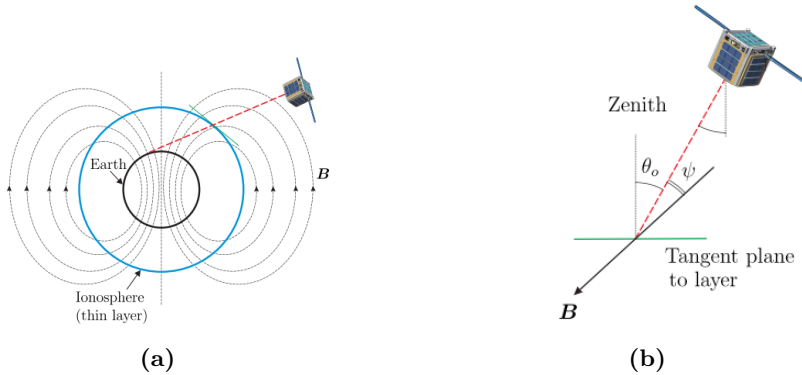 Earth
B
Ionosphere
(thin layer)
(a)
Zenith
θₒ
ψ
Tangent plane
to layer
B
(b)